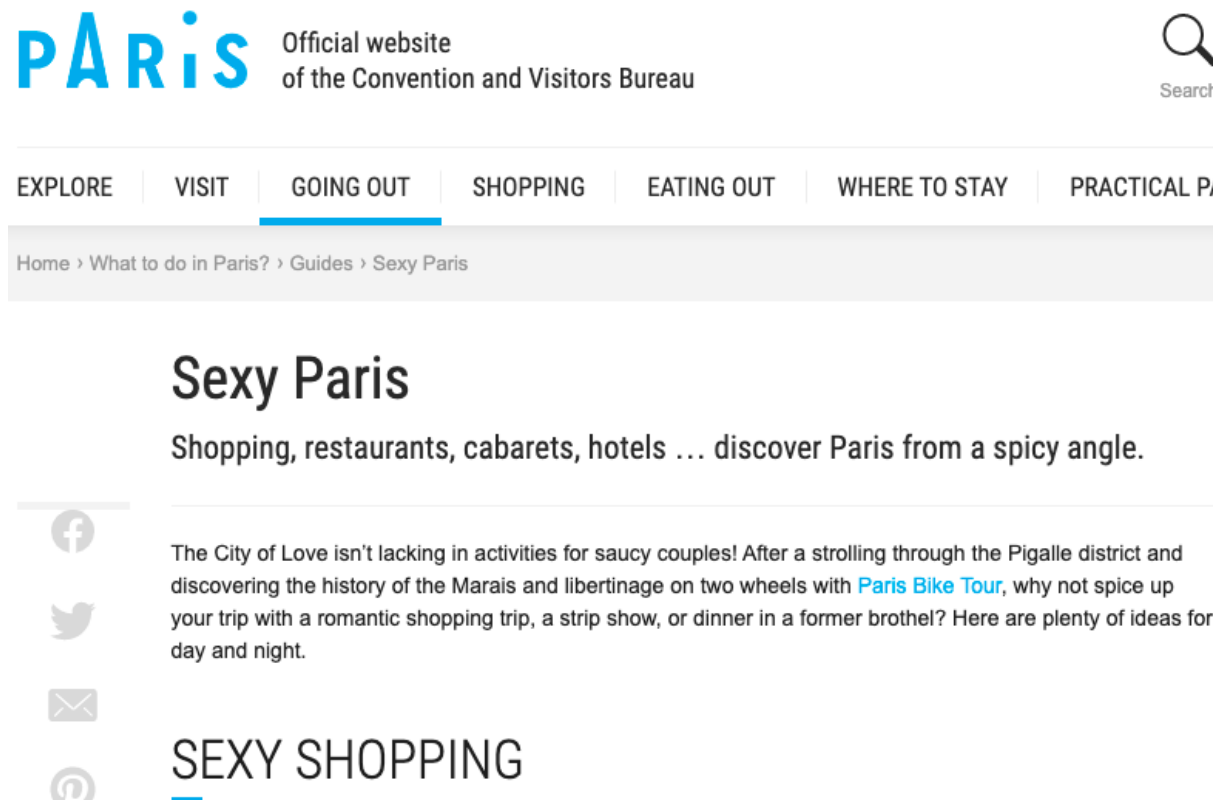 PARiS
Official website
of the Convention and Visitors Bureau
Search
EXPLORE
VISIT
GOING OUT
SHOPPING
EATING OUT
WHERE TO STAY
PRACTICAL PA
Home › What to do in Paris? › Guides › Sexy Paris
Sexy Paris
Shopping, restaurants, cabarets, hotels … discover Paris from a spicy angle.
The City of Love isn't lacking in activities for saucy couples! After a strolling through the Pigalle district and
discovering the history of the Marais and libertinage on two wheels with Paris Bike Tour, why not spice up
your trip with a romantic shopping trip, a strip show, or dinner in a former brothel? Here are plenty of ideas for
day and night.
SEXY SHOPPING